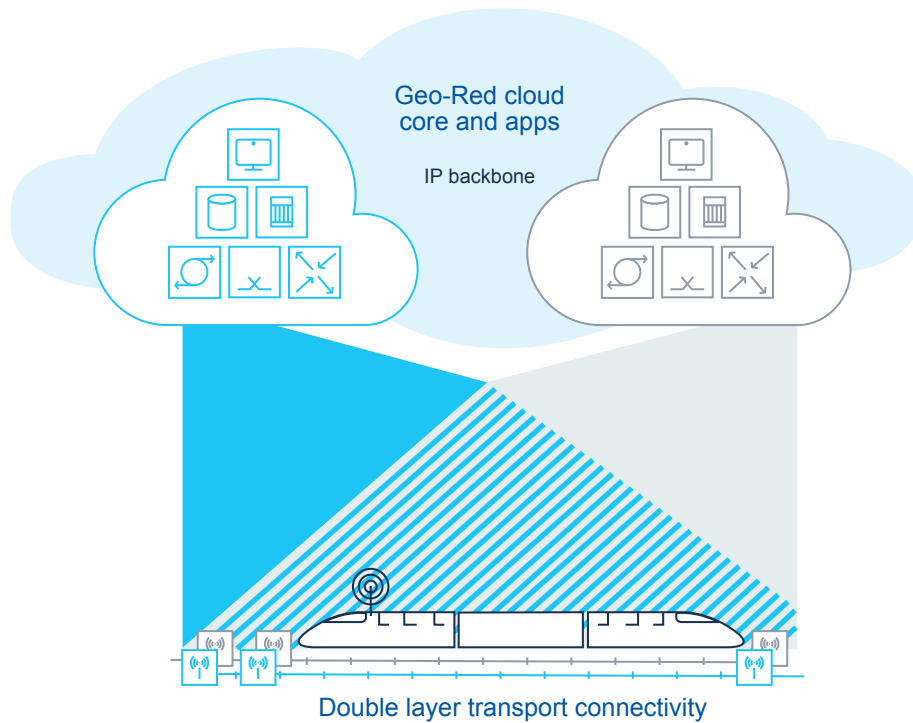 Geo-Red cloud
core and apps
IP backbone
Double layer transport connectivity